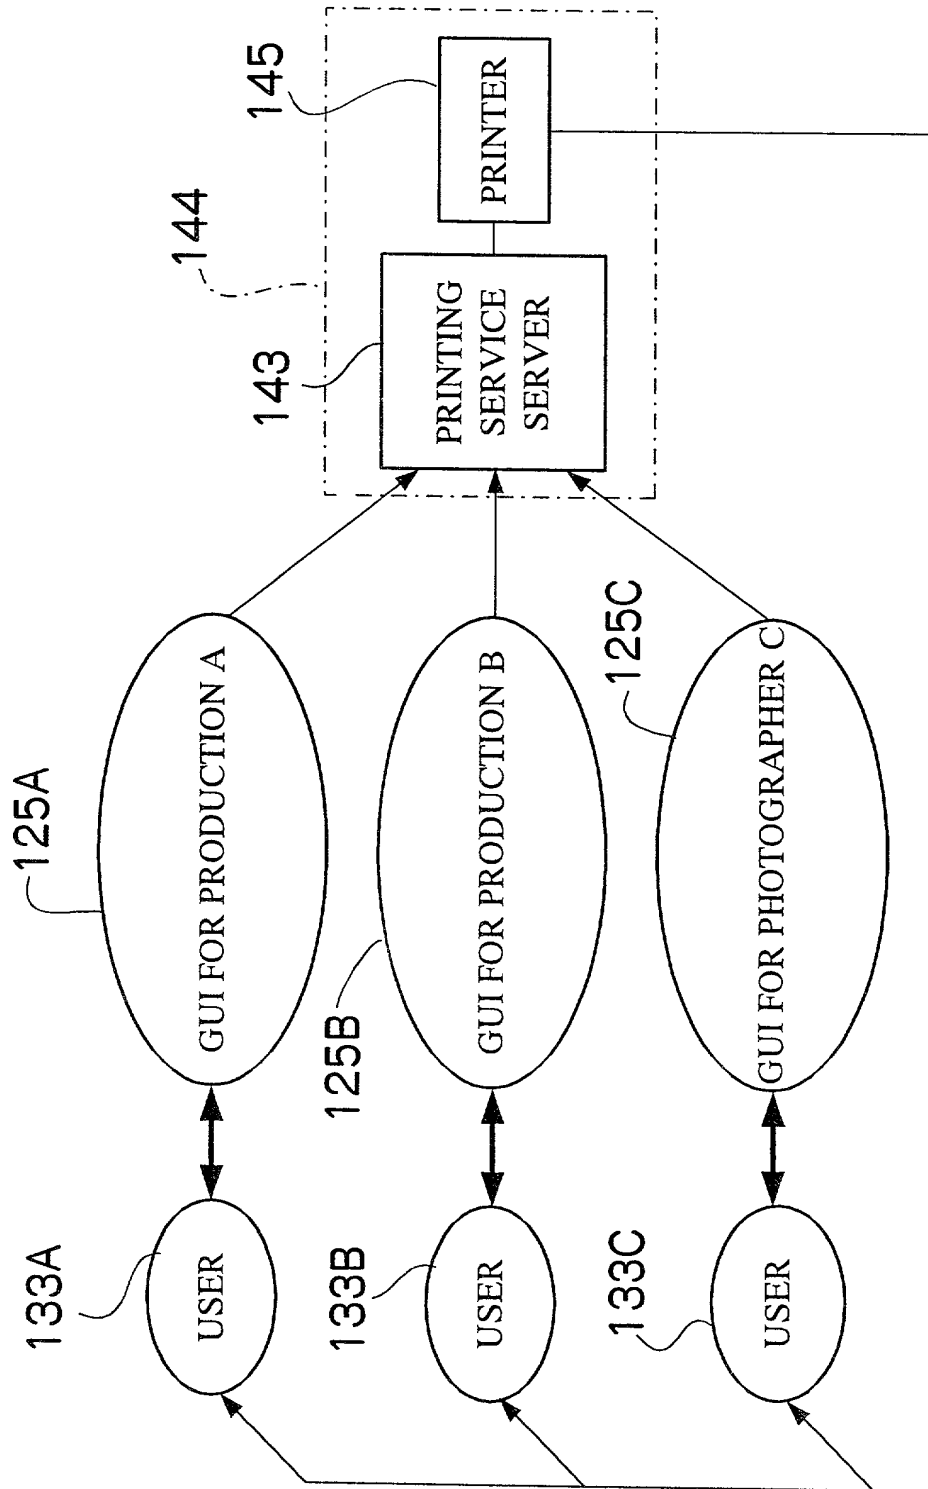 133A
USER
125A
GUI FOR PRODUCTION A
133B
USER
125B
GUI FOR PRODUCTION B
133C
USER
125C
GUI FOR PHOTOGRAPHER C
143
PRINTING
SERVICE
SERVER
144
145
PRINTER